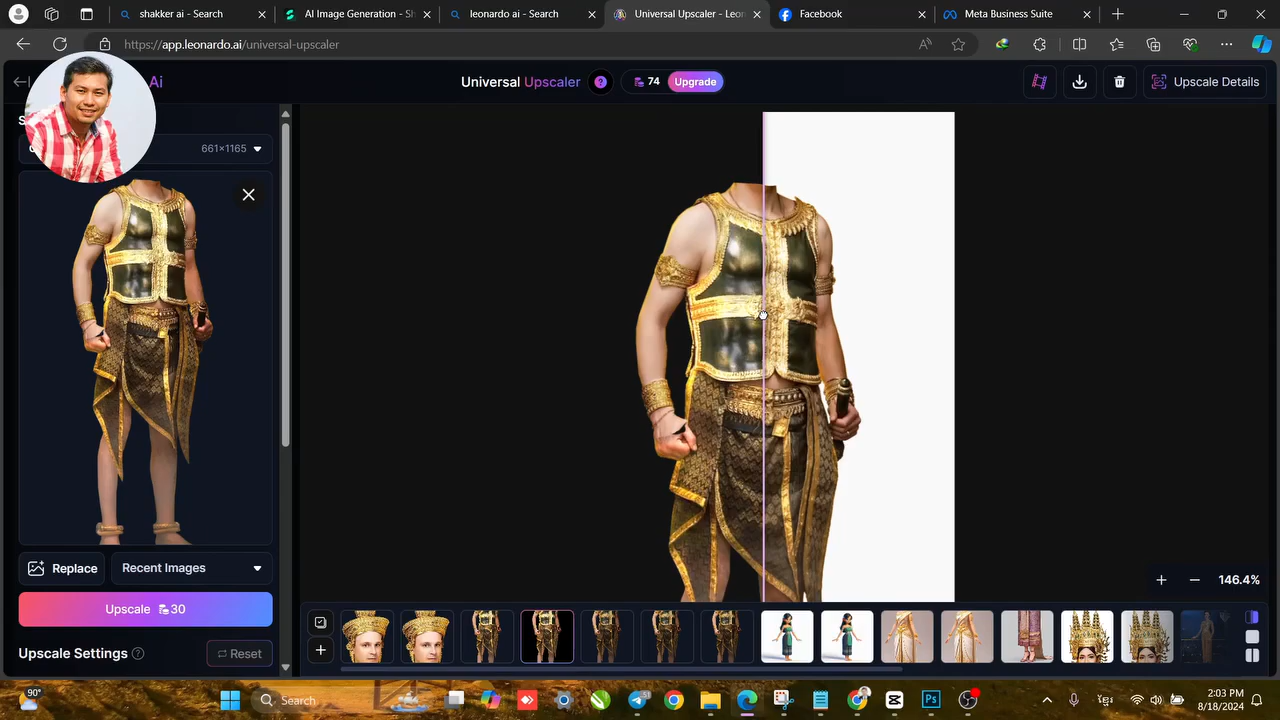 shakker ai - Search
AI Image Generation - Sh
leonardo ai - Search
Universal Upscaler - Leon
Facebook
Meta Business Suite
https://app.leonardo.ai/universal-upscaler
Ai
Universal Upscaler
?
74
Upgrade
Upscale Details
661×1165
Replace
Recent Images
Upscale 30
Upscale Settings
Reset
146.4%
90°
Search
Ps
2:03 PM
8/18/2024